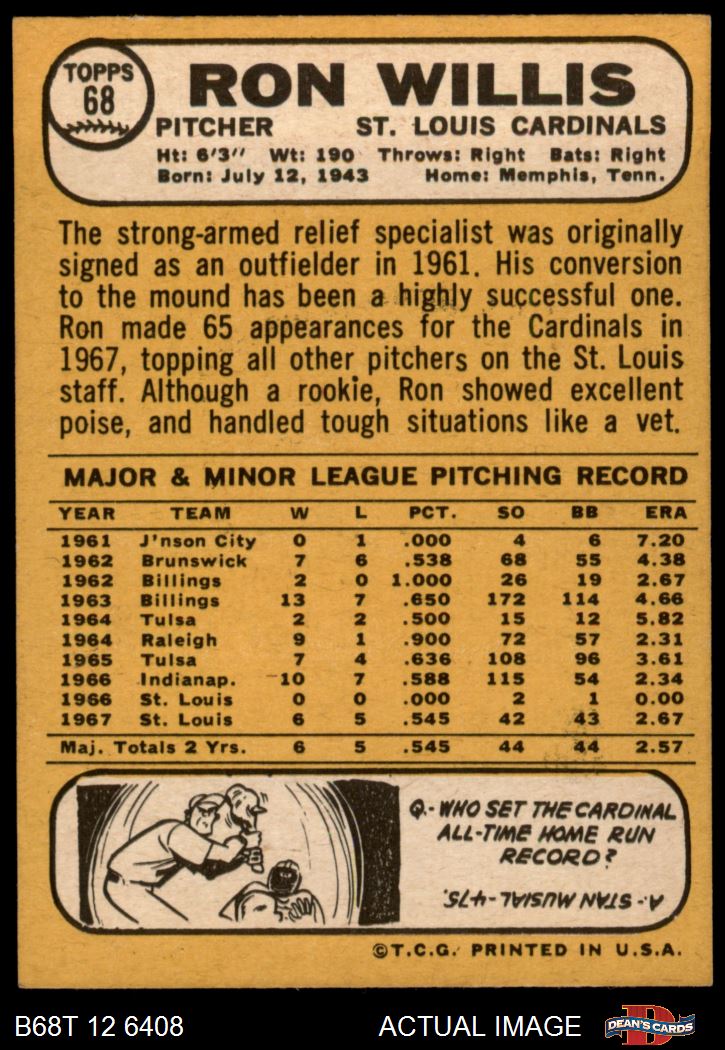 TOPPS
68
RON WILLIS
PITCHER ST. LOUIS CARDINALS
Ht: 6'3" Wt: 190 Throws: Right Bats: Right
Born: July 12, 1943 Home: Memphis, Tenn.
The strong-armed relief specialist was originally
signed as an outfielder in 1961. His conversion
to the mound has been a highly successful one.
Ron made 65 appearances for the Cardinals in
1967, topping all other pitchers on the St. Louis
staff. Although a rookie, Ron showed excellent
poise, and handled tough situations like a vet.
MAJOR & MINOR LEAGUE PITCHING RECORD
YEAR TEAM W L PCT. SO BB ERA
1961 J'nson City 0 1 .000 4 6 7.20
1962 Brunswick 7 6 .538 68 55 4.38
1962 Billings 2 0 1.000 26 19 2.67
1963 Billings 13 7 .650 172 114 4.66
1964 Tulsa 2 2 .500 15 12 5.82
1964 Raleigh 9 1 .900 72 57 2.31
1965 Tulsa 7 4 .636 108 96 3.61
1966 Indianap. 10 7 .588 115 54 2.34
1966 St. Louis 0 0 .000 2 1 0.00
1967 St. Louis 6 5 .545 42 43 2.67
Maj. Totals 2 Yrs. 6 5 .545 44 44 2.57
Q.- WHO SET THE CARDINAL
ALL-TIME HOME RUN
RECORD?
A.- STAN MUSIAL-475.
©T.C.G. PRINTED IN U.S.A.
B68T 12 6408 ACTUAL IMAGE
D
DEAN'S CARDS